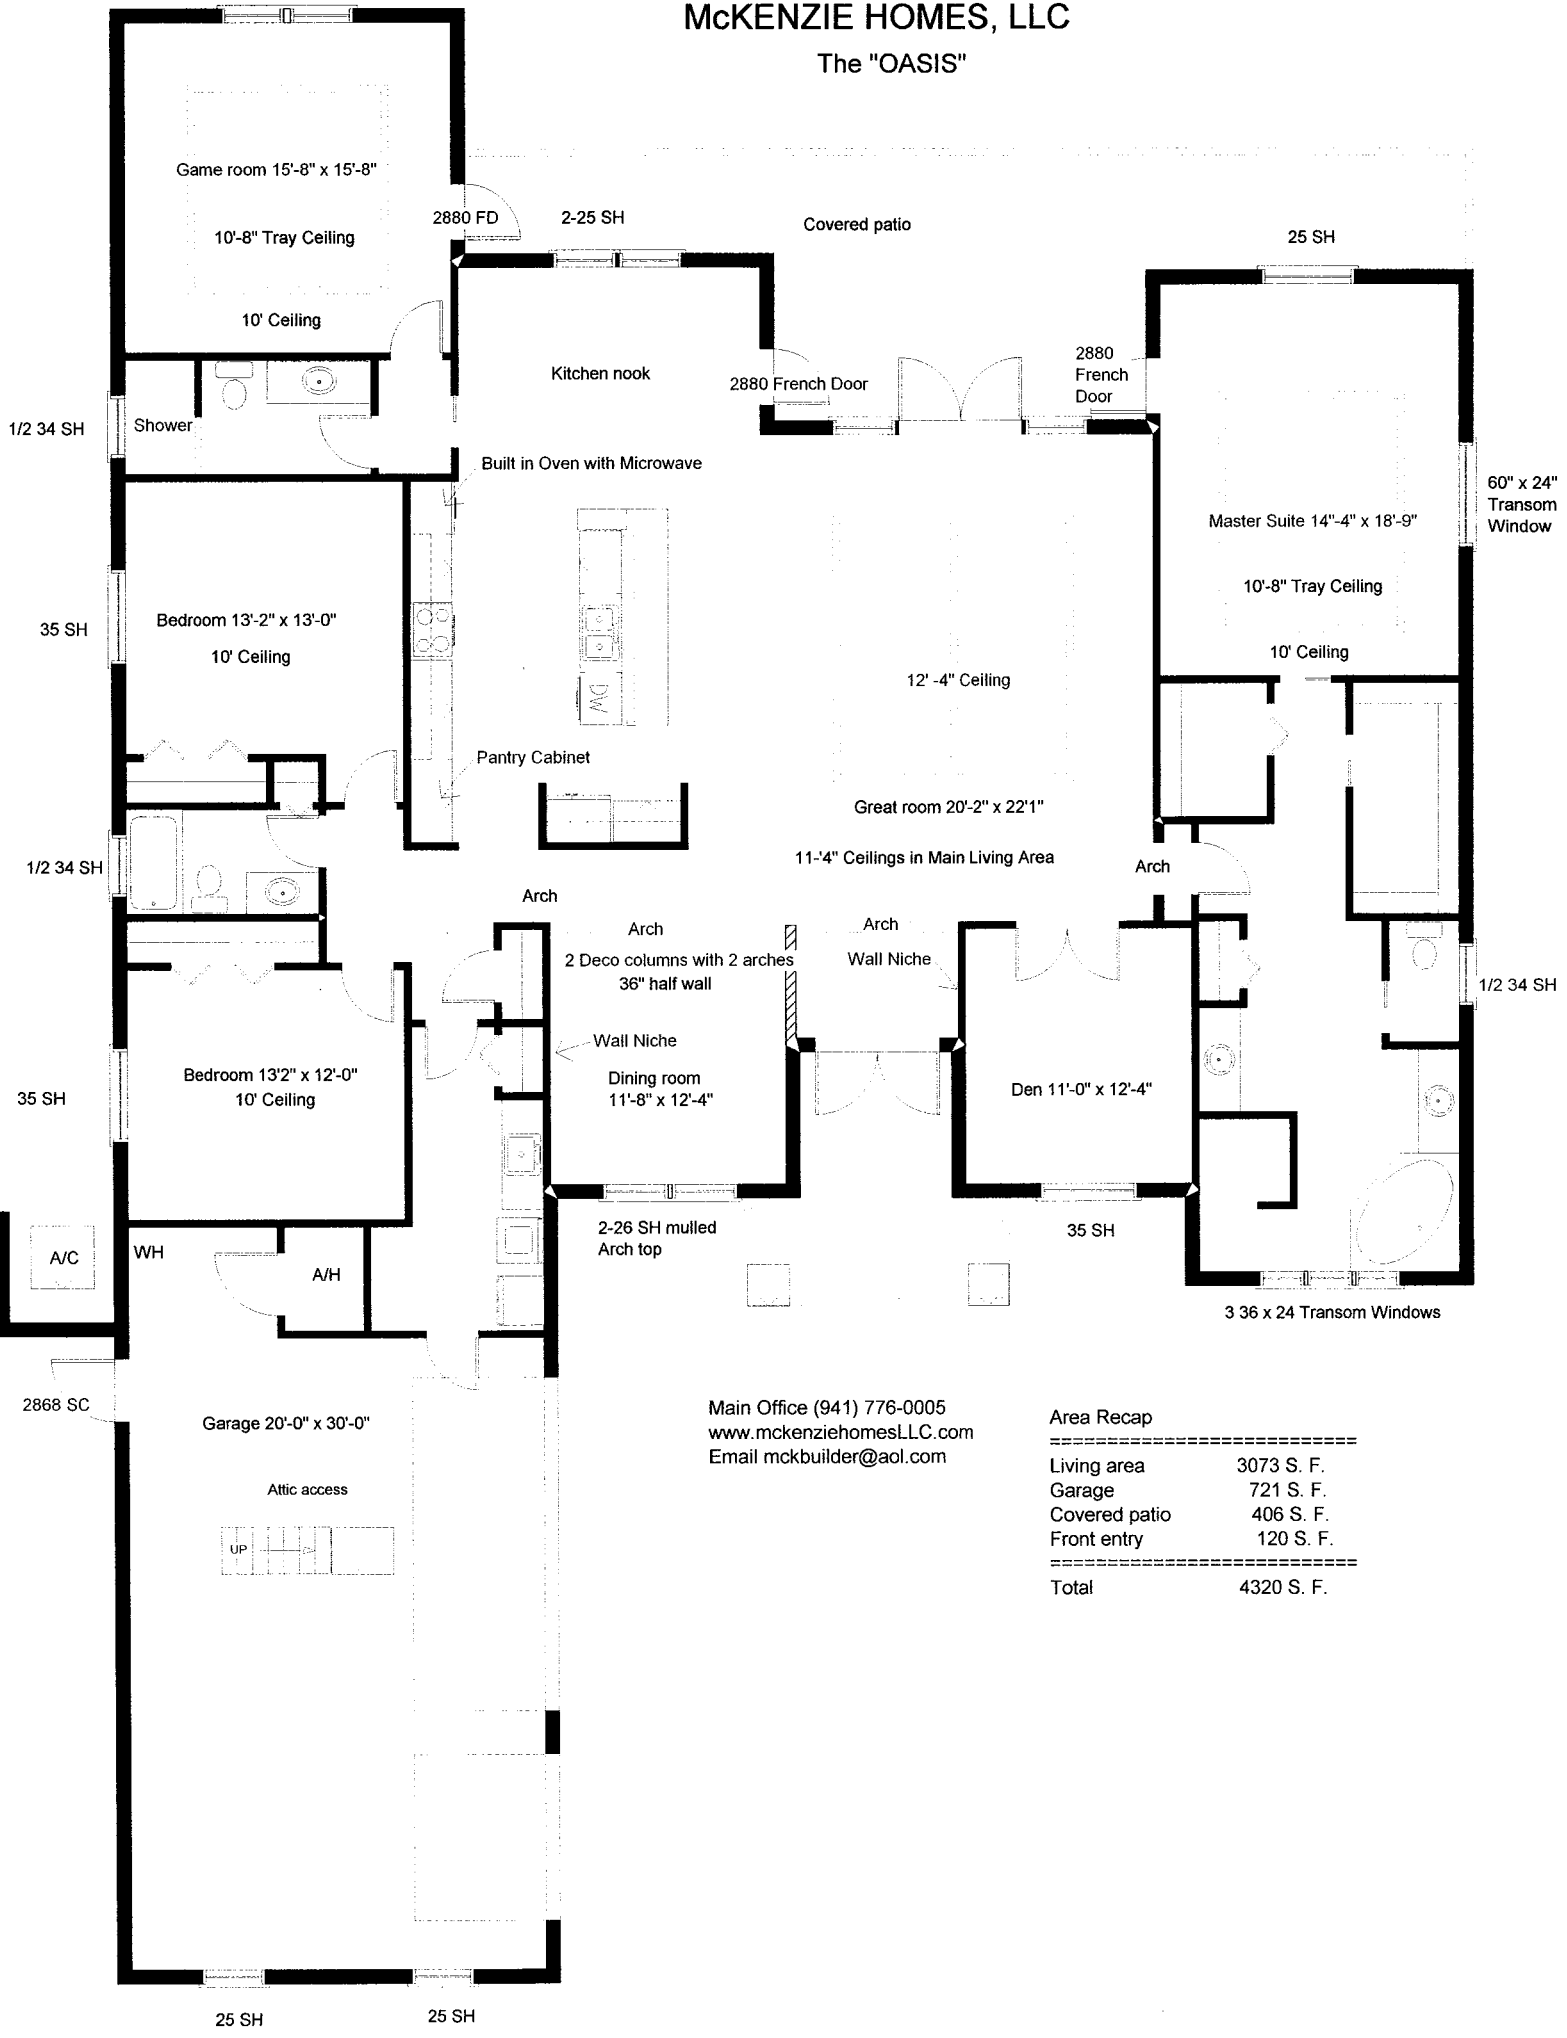 McKENZIE HOMES, LLC
The "OASIS"
Game room 15'-8" x 15'-8"
10'-8" Tray Ceiling
10' Ceiling
2880 FD
2-25 SH
Covered patio
25 SH
Kitchen nook
2880 French Door
2880
French
Door
1/2 34 SH
Shower
Built in Oven with Microwave
60" x 24"
Transom
Window
Master Suite 14"-4" x 18'-9"
10'-8" Tray Ceiling
10' Ceiling
35 SH
Bedroom 13'-2" x 13'-0"
10' Ceiling
DW
12' -4" Ceiling
Pantry Cabinet
Great room 20'-2" x 22'1"
11-'4" Ceilings in Main Living Area
Arch
1/2 34 SH
Arch
Arch
Arch
2 Deco columns with 2 arches
36" half wall
Wall Niche
1/2 34 SH
Wall Niche
Dining room
11'-8" x 12'-4"
Den 11'-0" x 12'-4"
35 SH
Bedroom 13'2" x 12'-0"
10' Ceiling
2-26 SH mulled
Arch top
35 SH
A/C
WH
A/H
3 36 x 24 Transom Windows
2868 SC
Garage 20'-0" x 30'-0"
Attic access
UP
Main Office (941) 776-0005
www.mckenziehomesLLC.com
Email mckbuilder@aol.com
Area Recap
===========================
Living area 3073 S. F.
Garage 721 S. F.
Covered patio 406 S. F.
Front entry 120 S. F.
===========================
Total 4320 S. F.
25 SH
25 SH